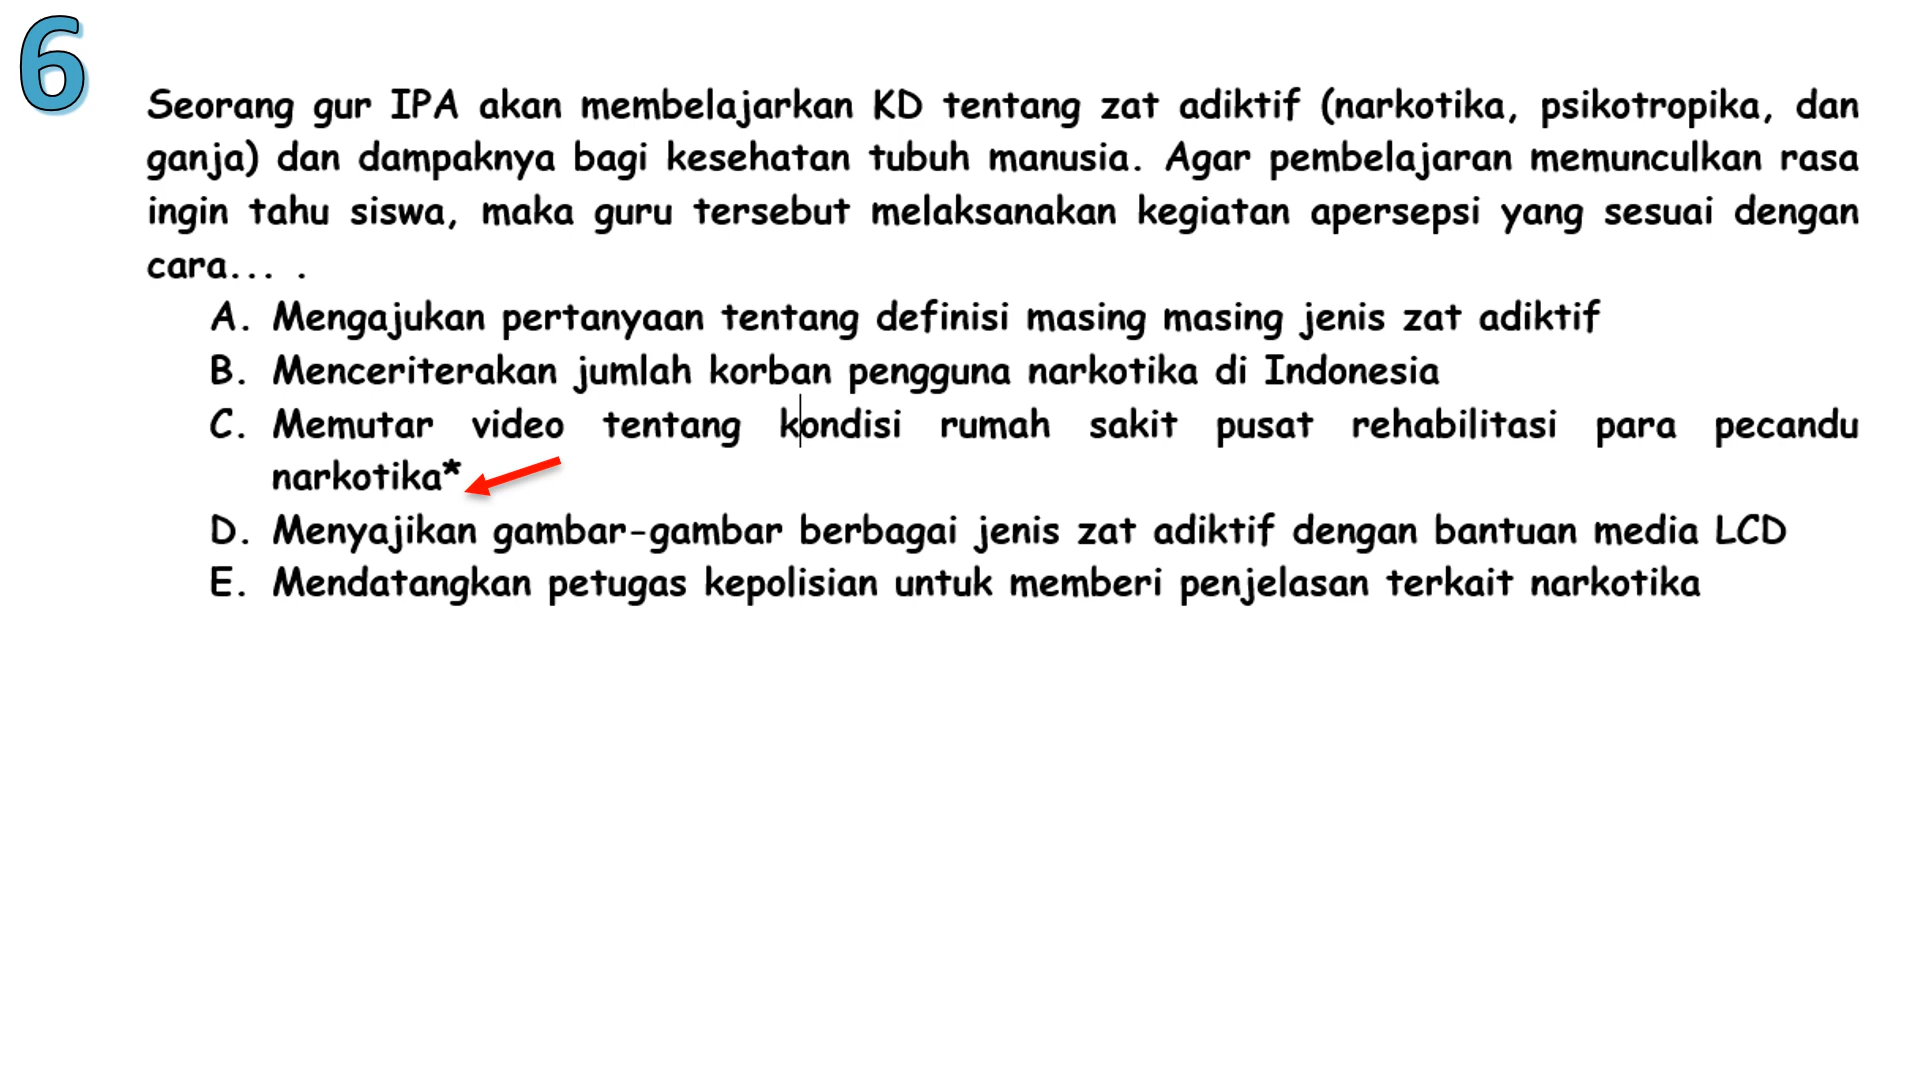 6
Seorang gur IPA akan membelajarkan KD tentang zat adiktif (narkotika, psikotropika, dan
ganja) dan dampaknya bagi kesehatan tubuh manusia. Agar pembelajaran memunculkan rasa
ingin tahu siswa, maka guru tersebut melaksanakan kegiatan apersepsi yang sesuai dengan
cara... .
A. Mengajukan pertanyaan tentang definisi masing masing jenis zat adiktif
B. Menceriterakan jumlah korban pengguna narkotika di Indonesia
C. Memutar video tentang kondisi rumah sakit pusat rehabilitasi para pecandu
narkotika*
D. Menyajikan gambar-gambar berbagai jenis zat adiktif dengan bantuan media LCD
E. Mendatangkan petugas kepolisian untuk memberi penjelasan terkait narkotika